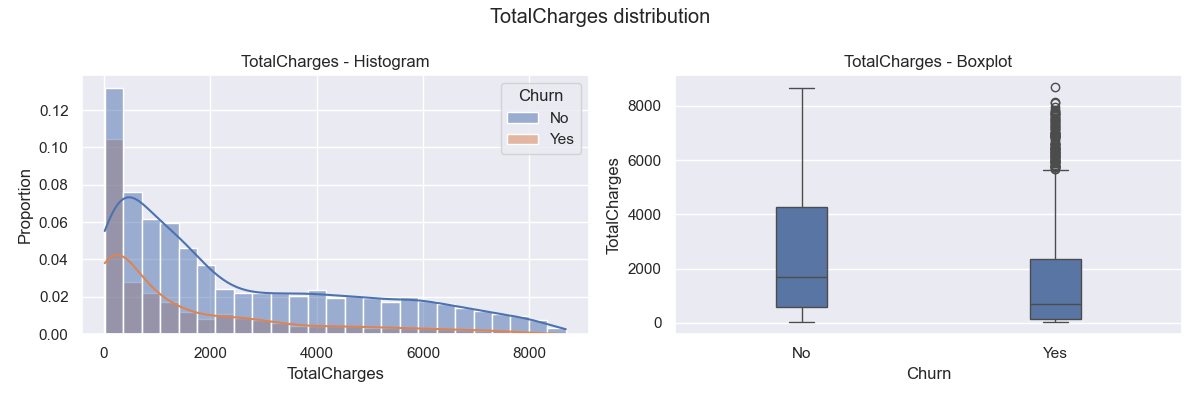 TotalCharges distribution
TotalCharges - Histogram
Proportion
0.12
0.10
0.08
0.06
0.04
0.02
0.00
0
2000
4000
6000
8000
TotalCharges
Churn
No
Yes
TotalCharges - Boxplot
TotalCharges
8000
6000
4000
2000
0
No
Yes
Churn